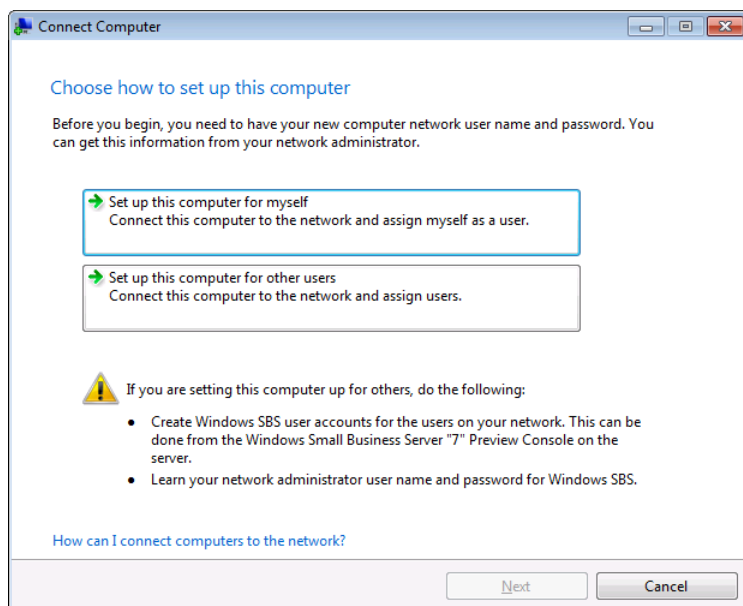 Connect Computer
Choose how to set up this computer
Before you begin, you need to have your new computer network user name and password. You
can get this information from your network administrator.
Set up this computer for myself
Connect this computer to the network and assign myself as a user.
Set up this computer for other users
Connect this computer to the network and assign users.
If you are setting this computer up for others, do the following:
• Create Windows SBS user accounts for the users on your network. This can be
done from the Windows Small Business Server "7" Preview Console on the
server.
• Learn your network administrator user name and password for Windows SBS.
How can I connect computers to the network?
Next Cancel